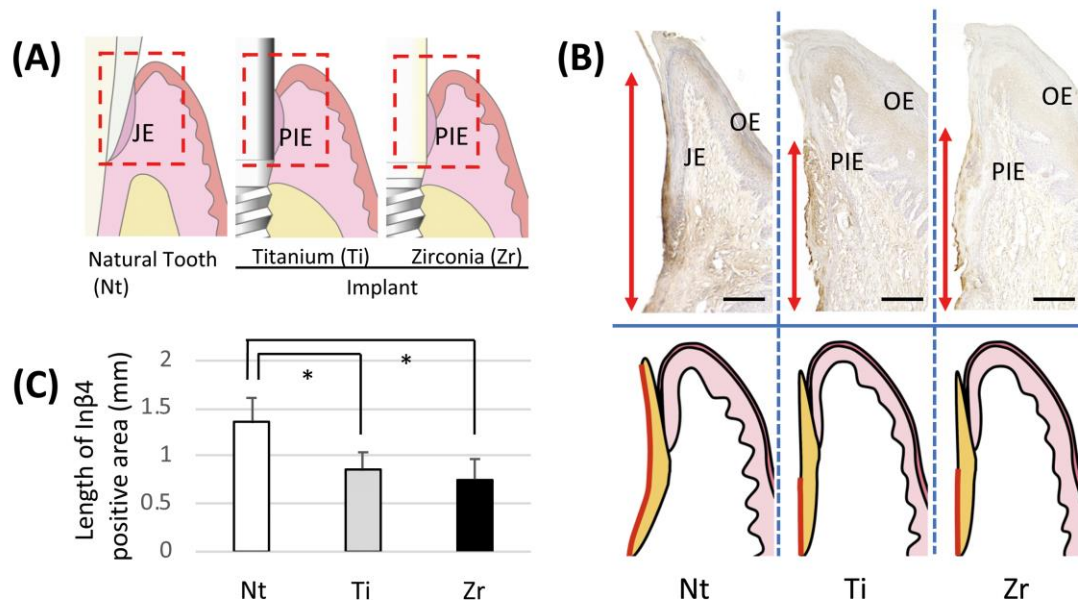 (A)
JE
PIE
PIE
Natural Tooth
(Nt)
Titanium (Ti)
Zirconia (Zr)
Implant
(B)
JE
OE
PIE
OE
PIE
OE
Nt
Ti
Zr
(C)
Length of Inβ4
positive area (mm)
2
1.5
1
0.5
0
*
*
Nt
Ti
Zr